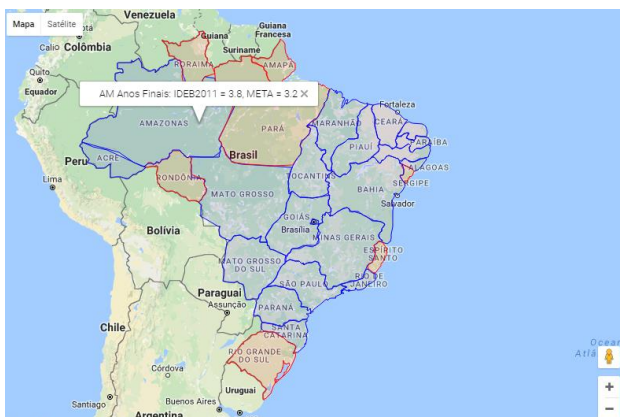 Mapa Satélite
Venezuela
Calio Colômbia
Guiana
Suriname
Guiana Francesa
Quito
Equador
RORAIMA
AMAPÁ
AM Anos Finais: IDEB2011 = 3.8, META = 3.2 ×
AMAZONAS
PARÁ
MARANHÃO
CEARÁ
Fortaleza
PIAUÍ
PARAÍBA
ACRE
Peru
Lima
Brasil
RONDÔNIA
TOCANTINS
ALAGOAS
SERGIPE
MATO GROSSO
BAHIA
Salvador
GOIÁS
Brasília
Bolívia
MINAS GERAIS
ESPÍRITO SANTO
MATO GROSSO DO SUL
SÃO PAULO
RIO DE JANEIRO
Paraguai
Assunção
PARANÁ
SANTA CATARINA
Chile
RIO GRANDE DO SUL
Córdova
Uruguai
Santiago
Buenos Aires
Argentina
Ocean
Atlâ
+
−